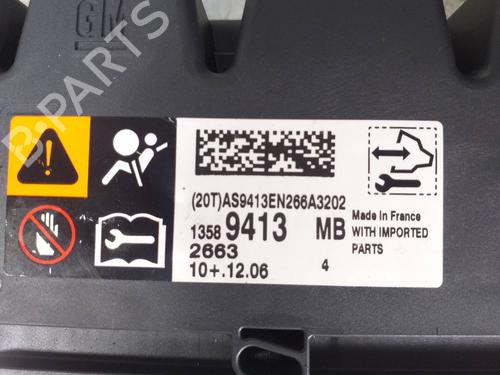 GM
(20T)AS9413EN266A3202
1358 9413 MB
2663
10+.12.06 4
Made In France
WITH IMPORTED
PARTS
B-PARTS